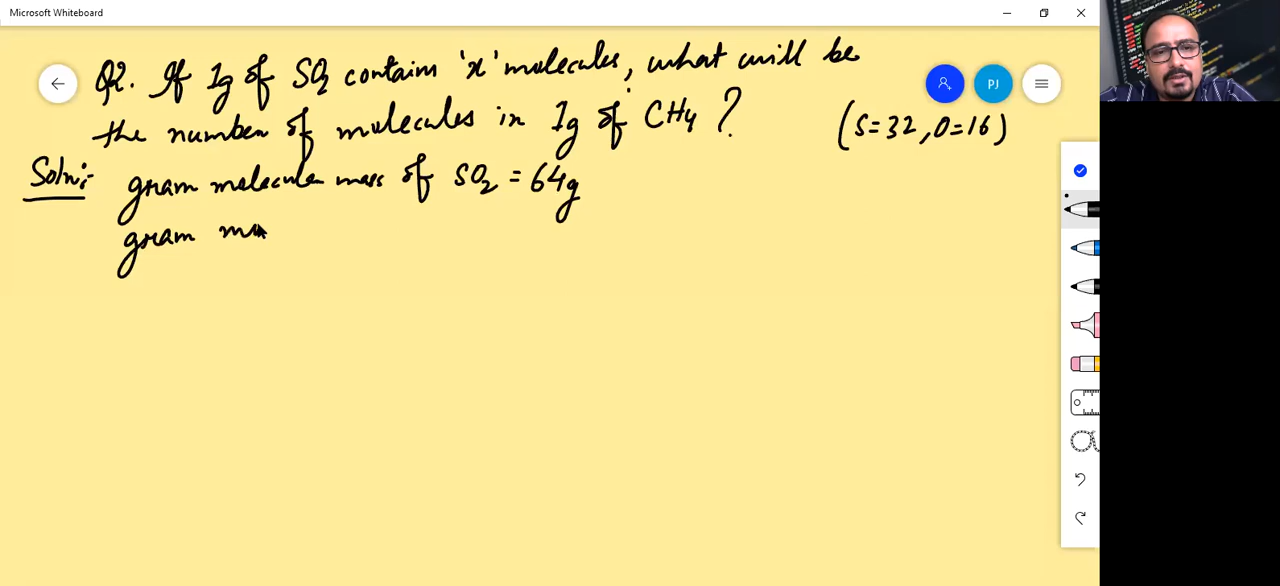 Microsoft Whiteboard
Q2. If 1g of SO2 contains 'x' molecules, what will be
PJ
the number of molecules in 1g of CH4 ?
(S=32, O=16)
Soln:- gram molecular mass of SO2 = 64g
gram